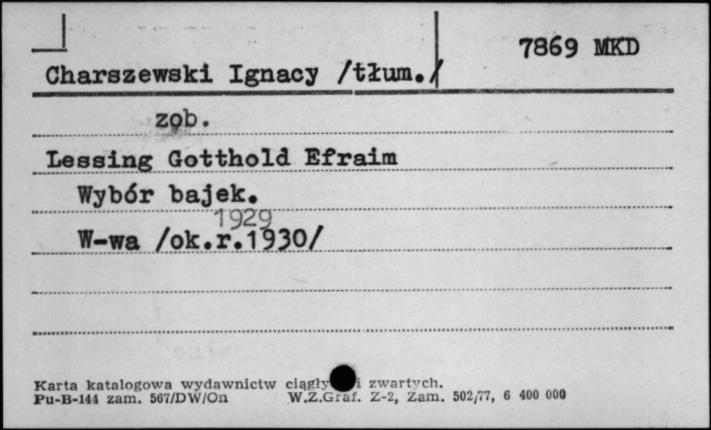 7869 MKD
Charszewski Ignacy /tłum./
zob.
Lessing Gotthold Efraim
Wybór bajek.
1929
W-wa /ok.r.1930/
Karta katalogowa wydawnictw ciągły i zwartych.
Pu-B-144 zam. 567/DW/On W.Z.Graf. Z-2, Zam. 502/77, 6 400 000